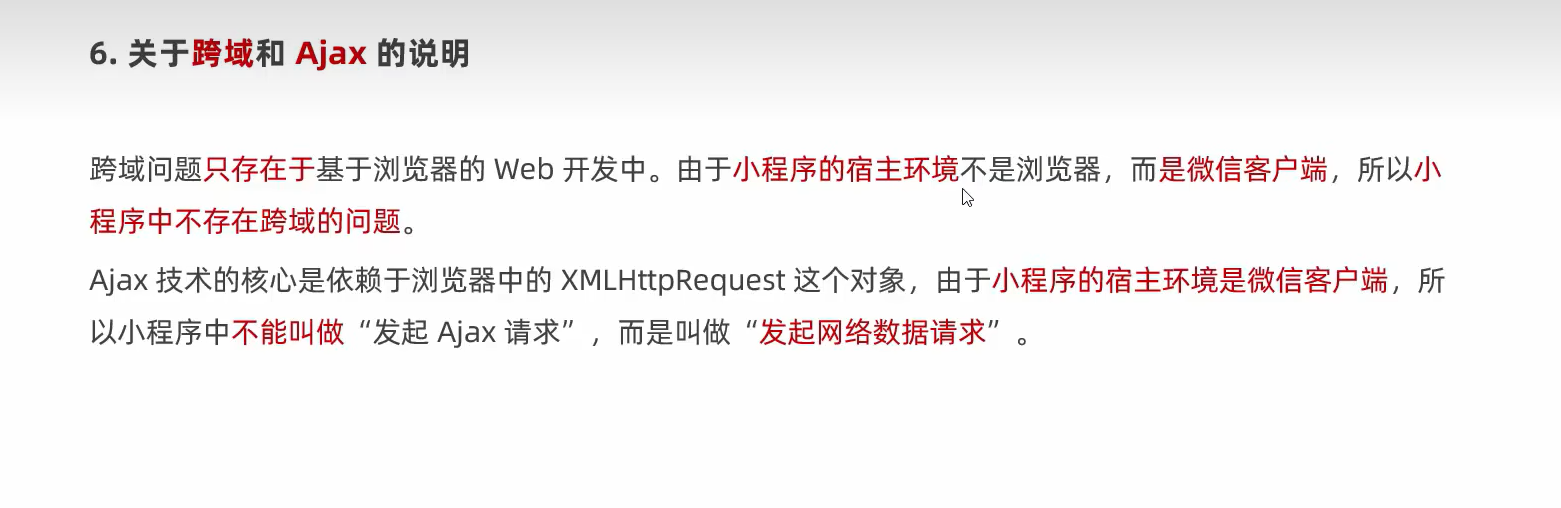 6. 关于跨域和 Ajax 的说明
跨域问题只存在于基于浏览器的 Web 开发中。由于小程序的宿主环境不是浏览器，而是微信客户端，所以小
程序中不存在跨域的问题。
Ajax 技术的核心是依赖于浏览器中的 XMLHttpRequest 这个对象，由于小程序的宿主环境是微信客户端，所
以小程序中不能叫做“发起 Ajax 请求”，而是叫做“发起网络数据请求”。